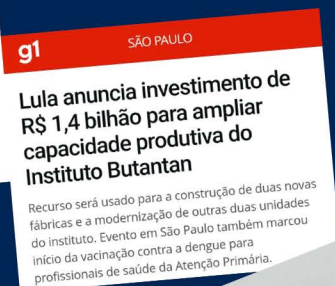 g1
SÃO PAULO
Lula anuncia investimento de
R$ 1,4 bilhão para ampliar
capacidade produtiva do
Instituto Butantan
Recurso será usado para a construção de duas novas
fábricas e a modernização de outras duas unidades
do instituto. Evento em São Paulo também marcou
início da vacinação contra a dengue para
profissionais de saúde da Atenção Primária.